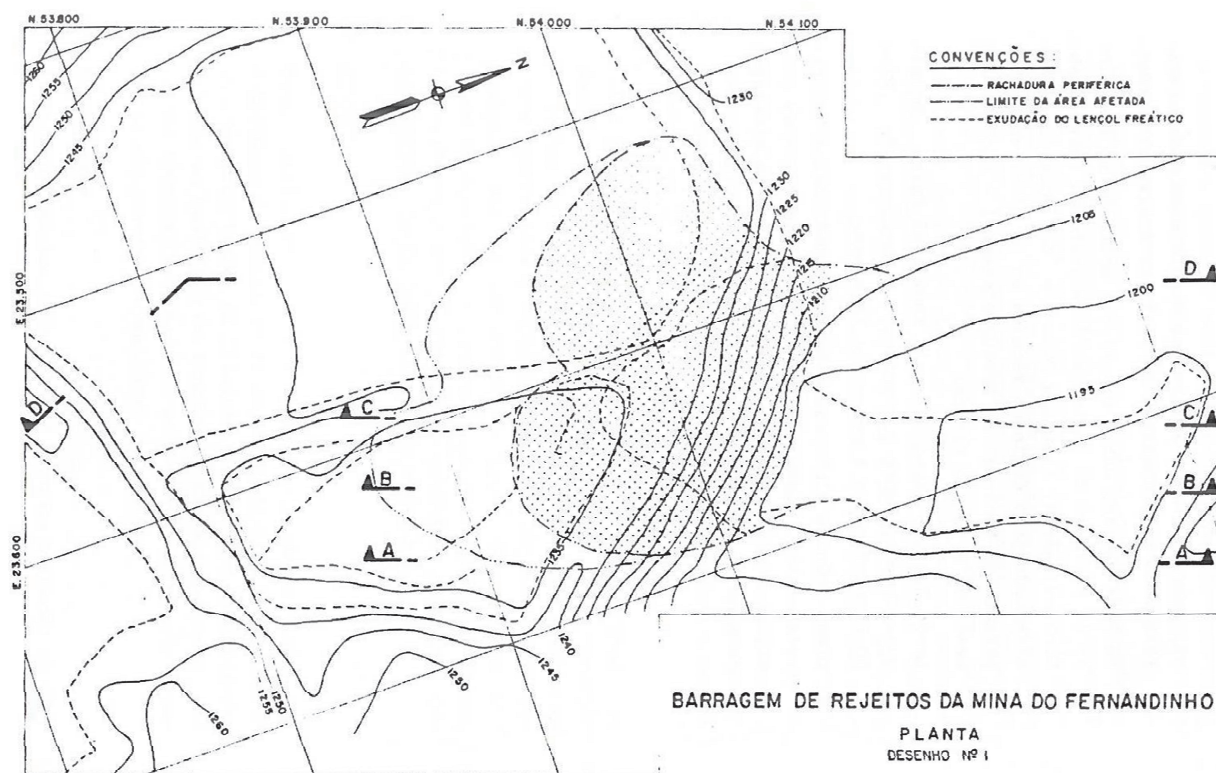 N.53.800
N.53.900
N.54.000
N.54.100
1260
1255
1250
1245
N
1230
CONVENÇÕES:
RACHADURA PERIFÉRICA
LIMITE DA ÁREA AFETADA
EXUDAÇÃO DO LENÇOL FREÁTICO
1230
1225
1220
1215
1210
1205
1200
1195
E.23.500
E.23.600
D
D
C
C
B
B
A
A
1235
1240
1245
1250
1250
1255
1260
BARRAGEM DE REJEITOS DA MINA DO FERNANDINHO
PLANTA
DESENHO Nº 1